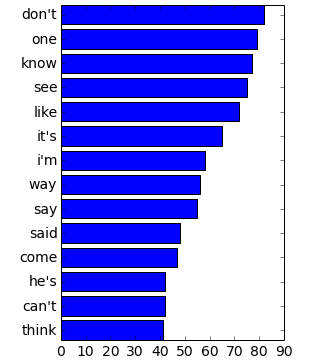 don't
one
know
see
like
it's
i'm
way
say
said
come
he's
can't
think
0 10 20 30 40 50 60 70 80 90